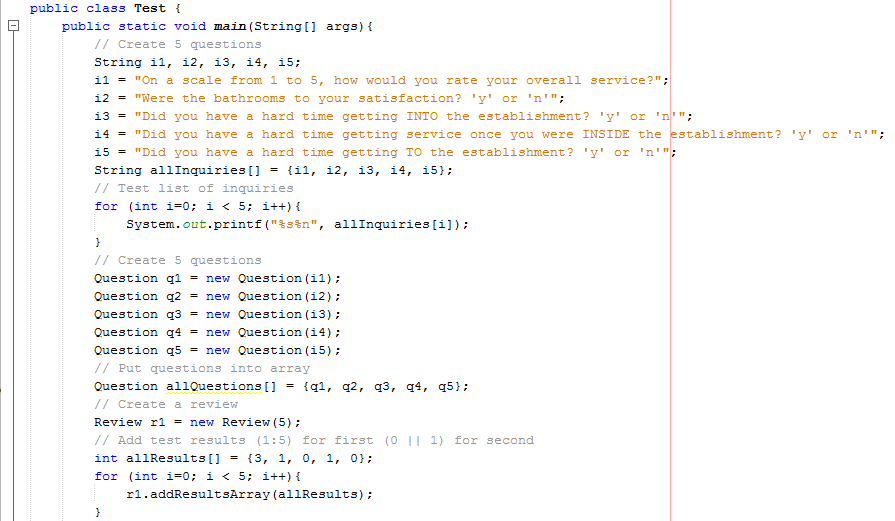 public class Test {
public static void main(String[] args){
// Create 5 questions
String i1, i2, i3, i4, i5;
i1 = "On a scale from 1 to 5, how would you rate your overall service?";
i2 = "Were the bathrooms to your satisfaction? 'y' or 'n'";
i3 = "Did you have a hard time getting INTO the establishment? 'y' or 'n'";
i4 = "Did you have a hard time getting service once you were INSIDE the establishment? 'y' or 'n'";
i5 = "Did you have a hard time getting TO the establishment? 'y' or 'n'";
String allInquiries[] = {i1, i2, i3, i4, i5};
// Test list of inquiries
for (int i=0; i < 5; i++){
System.out.printf("%s%n", allInquiries[i]);
}
// Create 5 questions
Question q1 = new Question(i1);
Question q2 = new Question(i2);
Question q3 = new Question(i3);
Question q4 = new Question(i4);
Question q5 = new Question(i5);
// Put questions into array
Question allQuestions[] = {q1, q2, q3, q4, q5};
// Create a review
Review r1 = new Review(5);
// Add test results (1:5) for first (0 || 1) for second
int allResults[] = {3, 1, 0, 1, 0};
for (int i=0; i < 5; i++){
r1.addResultsArray(allResults);
}